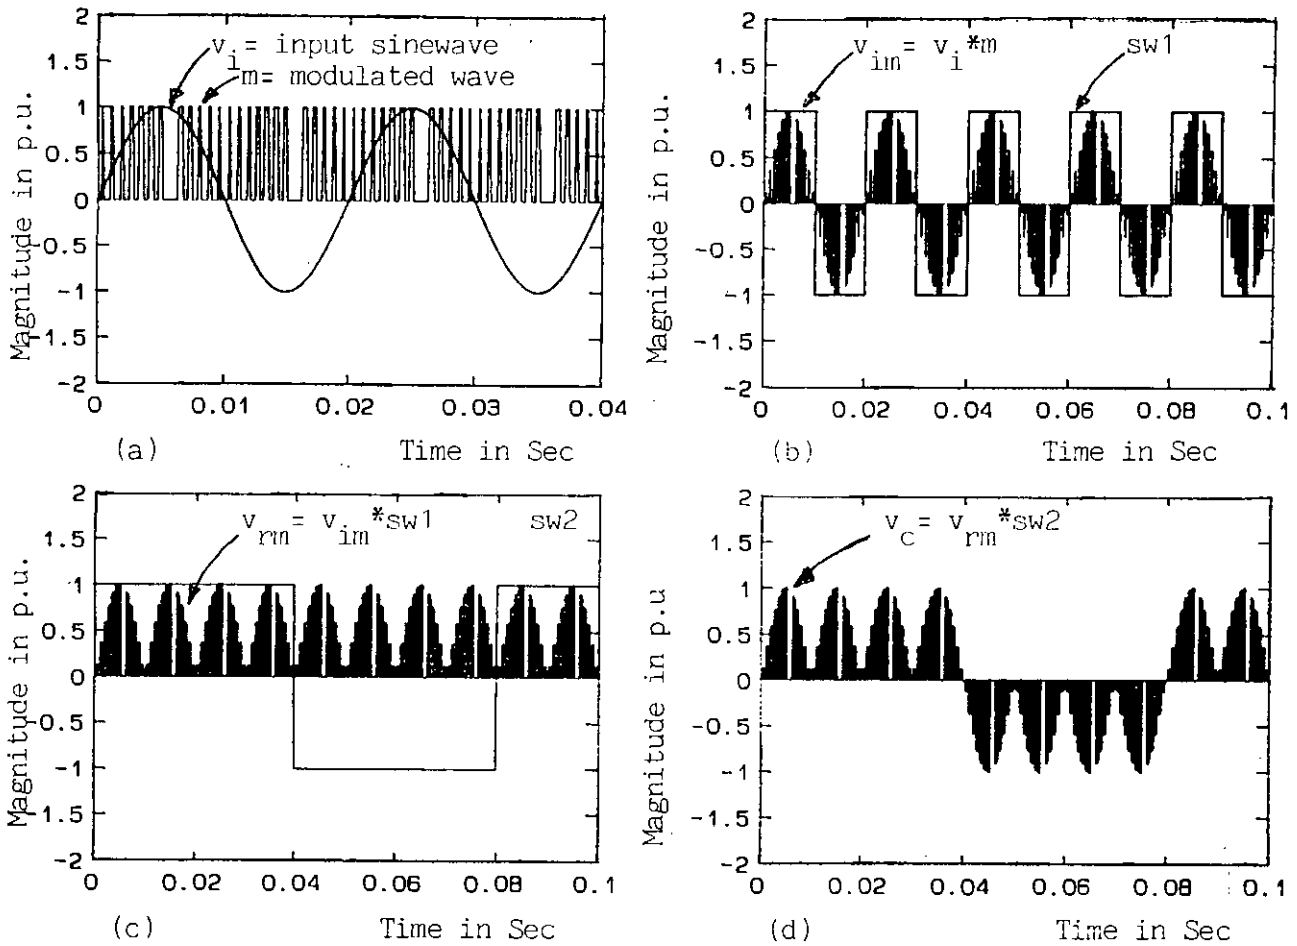 2
1.5
1
0.5
0
-0.5
-1
-1.5
-2
Magnitude in p.u.
v_i= input sinewave
m= modulated wave
0 0.01 0.02 0.03 0.04
(a) Time in Sec
2
1.5
1
0.5
0
-0.5
-1
-1.5
-2
Magnitude in p.u.
v_im= v_i*m sw1
0 0.02 0.04 0.06 0.08 0.1
(b) Time in Sec
2
1.5
1
0.5
0
-0.5
-1
-1.5
-2
Magnitude in p.u.
v_rm= v_im*sw1 sw2
0 0.02 0.04 0.06 0.08 0.1
(c) Time in Sec
2
1.5
1
0.5
0
-0.5
-1
-1.5
-2
Magnitude in p.u
v_c= v_rm*sw2
0 0.02 0.04 0.06 0.08 0.1
(d) Time in Sec